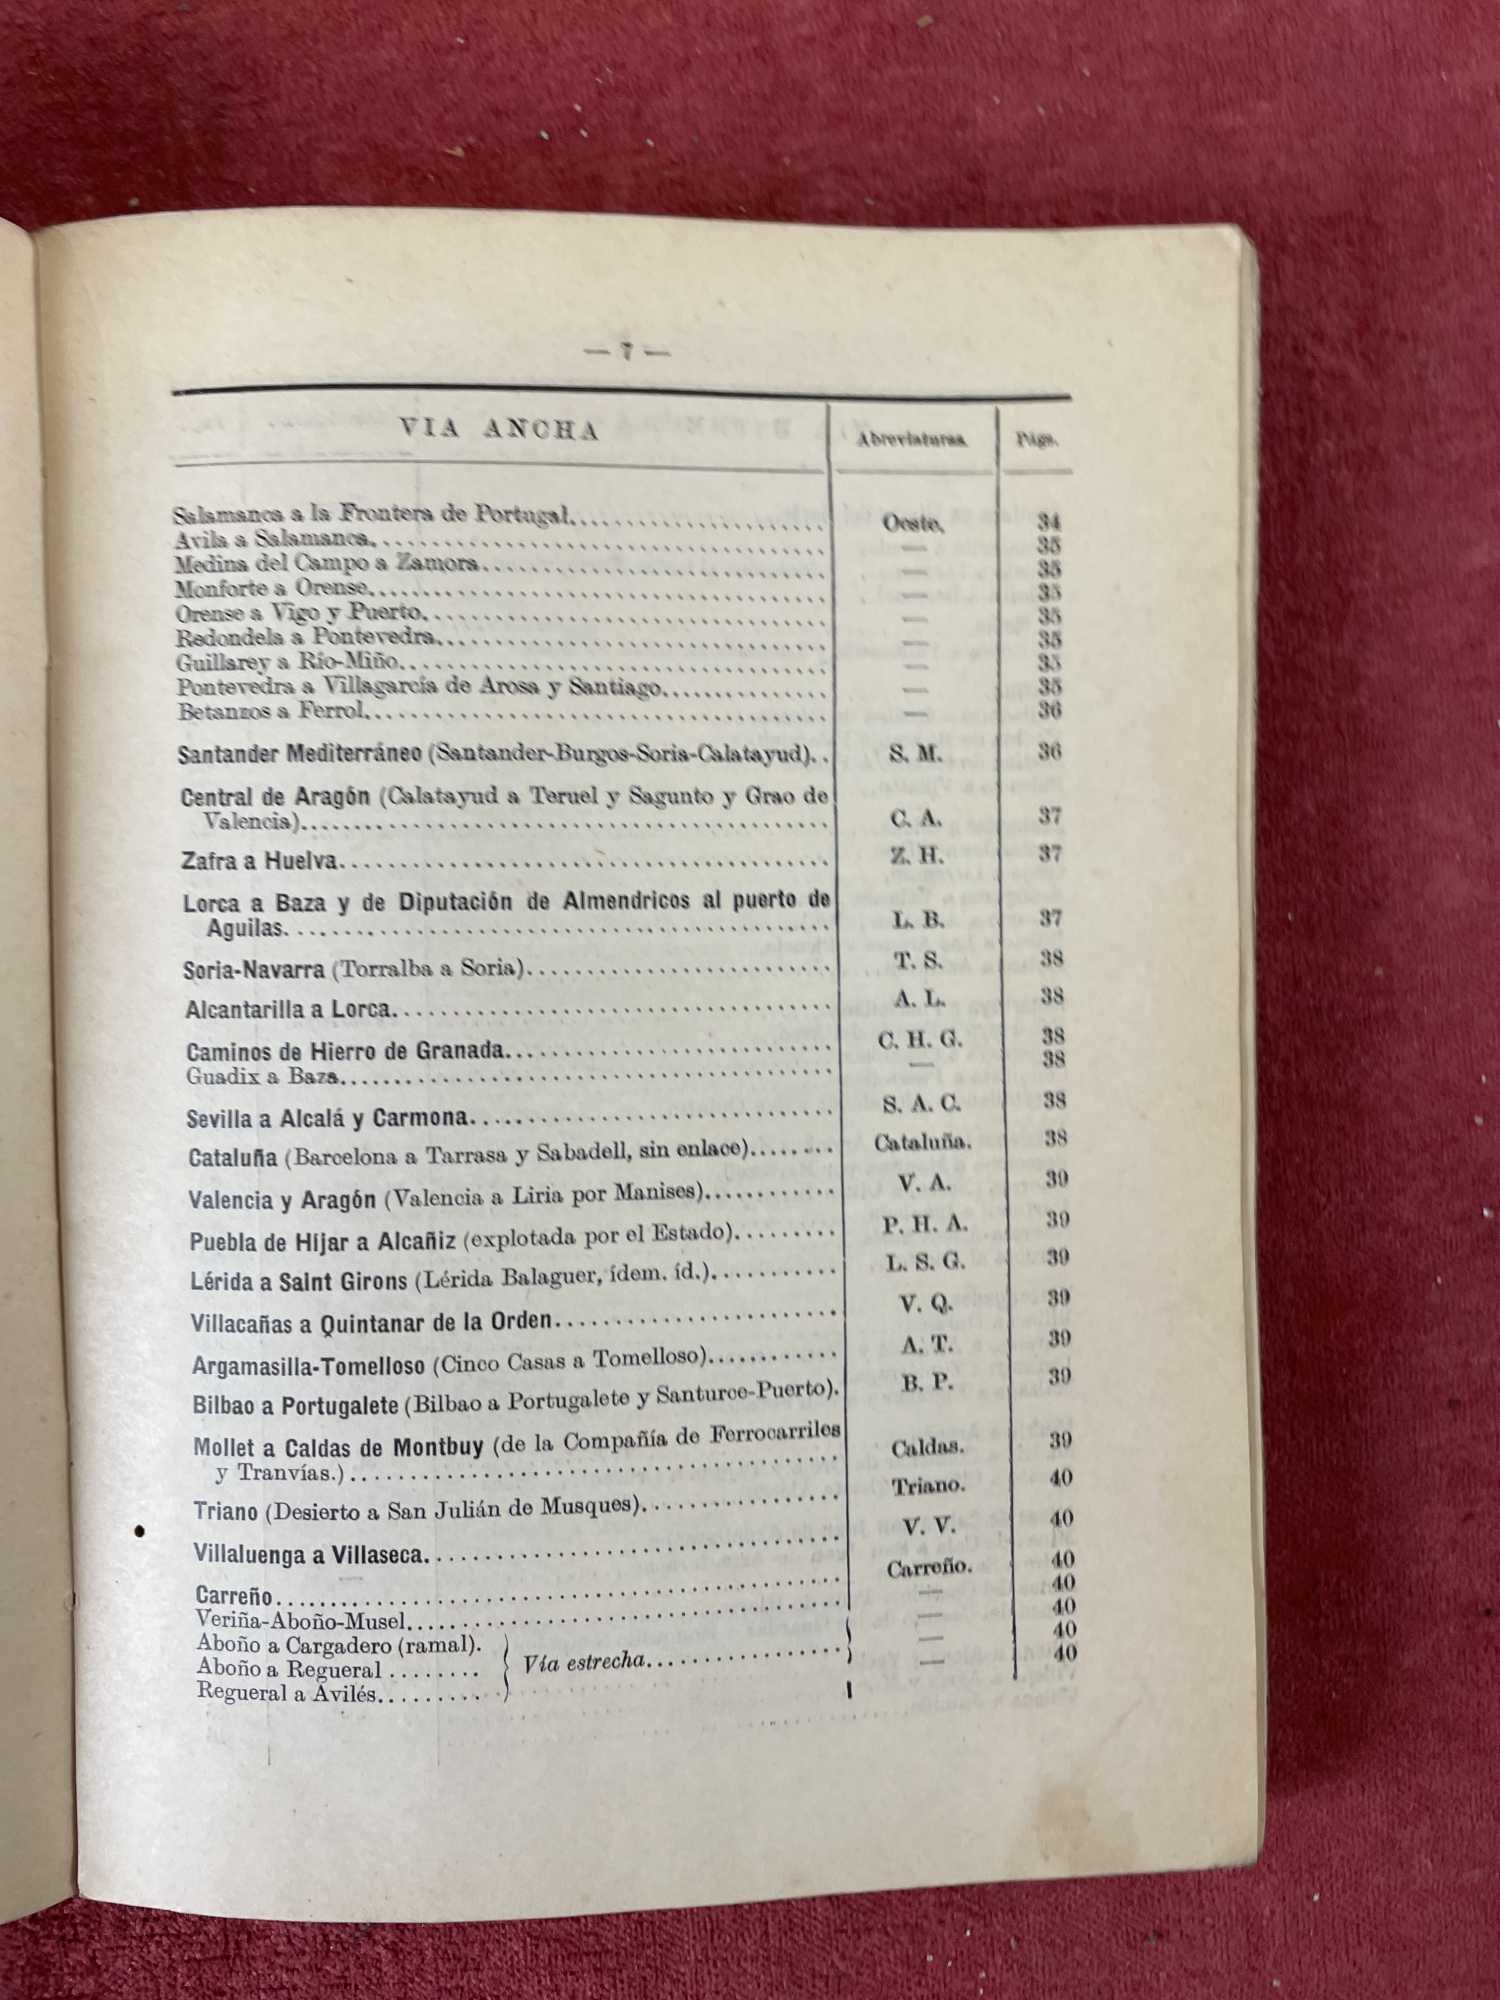 — 7 —
VIA ANCHA Abreviaturas. Págs.
Salamanca a la Frontera de Portugal. Oeste. 34
Avila a Salamanca. — 35
Medina del Campo a Zamora — 35
Monforte a Orense. — 35
Orense a Vigo y Puerto. — 35
Redondela a Pontevedra. — 35
Guillarey a Río-Miño. — 35
Pontevedra a Villagarcía de Arosa y Santiago. — 35
Betanzos a Ferrol. — 36
Santander Mediterráneo (Santander-Burgos-Soria-Calatayud). S. M. 36
Central de Aragón (Calatayud a Teruel y Sagunto y Grao de
Valencia). C. A. 37
Zafra a Huelva. Z. H. 37
Lorca a Baza y de Diputación de Almendricos al puerto de
Aguilas. L. B. 37
Soria-Navarra (Torralba a Soria). T. S. 38
Alcantarilla a Lorca. A. L. 38
Caminos de Hierro de Granada. C. H. G. 38
Guadix a Baza. — 38
Sevilla a Alcalá y Carmona. S. A. C. 38
Cataluña (Barcelona a Tarrasa y Sabadell, sin enlace). Cataluña. 38
Valencia y Aragón (Valencia a Liria por Manises). V. A. 39
Puebla de Híjar a Alcañiz (explotada por el Estado). P. H. A. 39
Lérida a Saint Girons (Lérida Balaguer, ídem. íd.). L. S. G. 39
Villacañas a Quintanar de la Orden. V. Q. 39
Argamasilla-Tomelloso (Cinco Casas a Tomelloso). A. T. 39
Bilbao a Portugalete (Bilbao a Portugalete y Santurce-Puerto). B. P. 39
Mollet a Caldas de Montbuy (de la Compañía de Ferrocarriles
y Tranvías.) Caldas. 39
Triano (Desierto a San Julián de Musques). Triano. 40
Villaluenga a Villaseca. V. V. 40
Carreño Carreño. 40
Veriña-Aboño-Musel. — 40
Aboño a Cargadero (ramal). — 40
Aboño a Regueral Vía estrecha. — 40
Regueral a Avilés. — 40